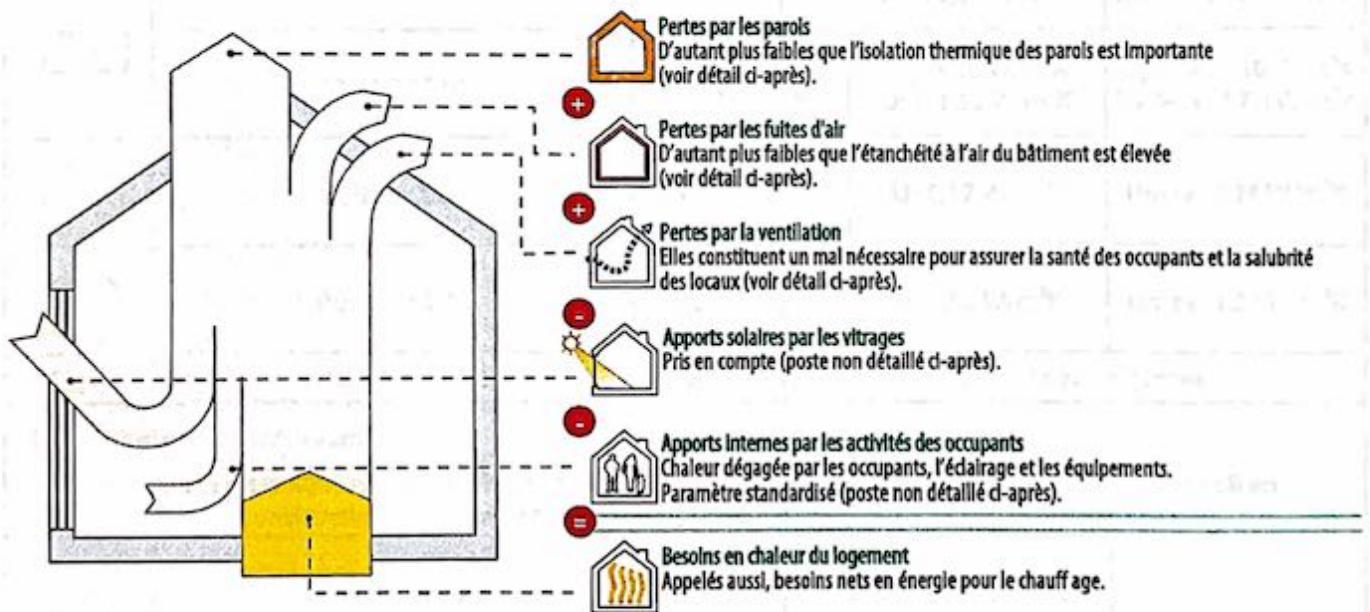 Pertes par les parois
D'autant plus faibles que l'isolation thermique des parois est importante
(voir détail ci-après).
+
Pertes par les fuites d'air
D'autant plus faibles que l'étanchéité à l'air du bâtiment est élevée
(voir détail ci-après).
+
Pertes par la ventilation
Elles constituent un mal nécessaire pour assurer la santé des occupants et la salubrité
des locaux (voir détail ci-après).
-
Apports solaires par les vitrages
Pris en compte (poste non détaillé ci-après).
-
Apports internes par les activités des occupants
Chaleur dégagée par les occupants, l'éclairage et les équipements.
Paramètre standardisé (poste non détaillé ci-après).
=
Besoins en chaleur du logement
Appelés aussi, besoins nets en énergie pour le chauff age.